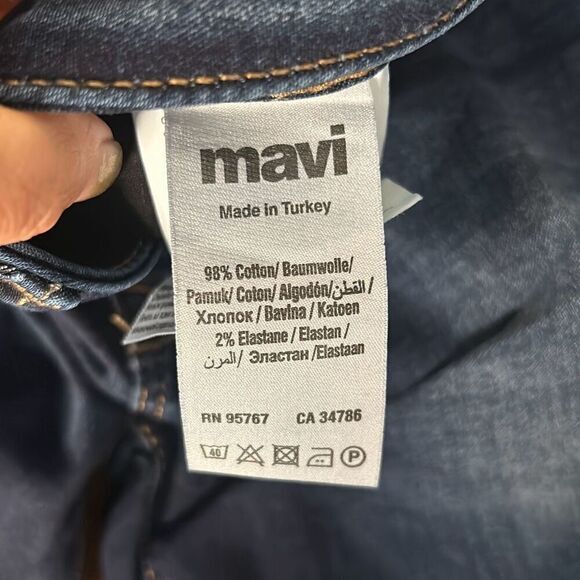 mavi
Made in Turkey
98% Cotton/ Baumwolle/
Pamuk/ Coton/ Algodón/القطن/
Хлопок/ Bavlna/ Katoen
2% Elastane/ Elastan/
المرن/ Эластан /Elastaan
RN 95767 CA 34786
40 P